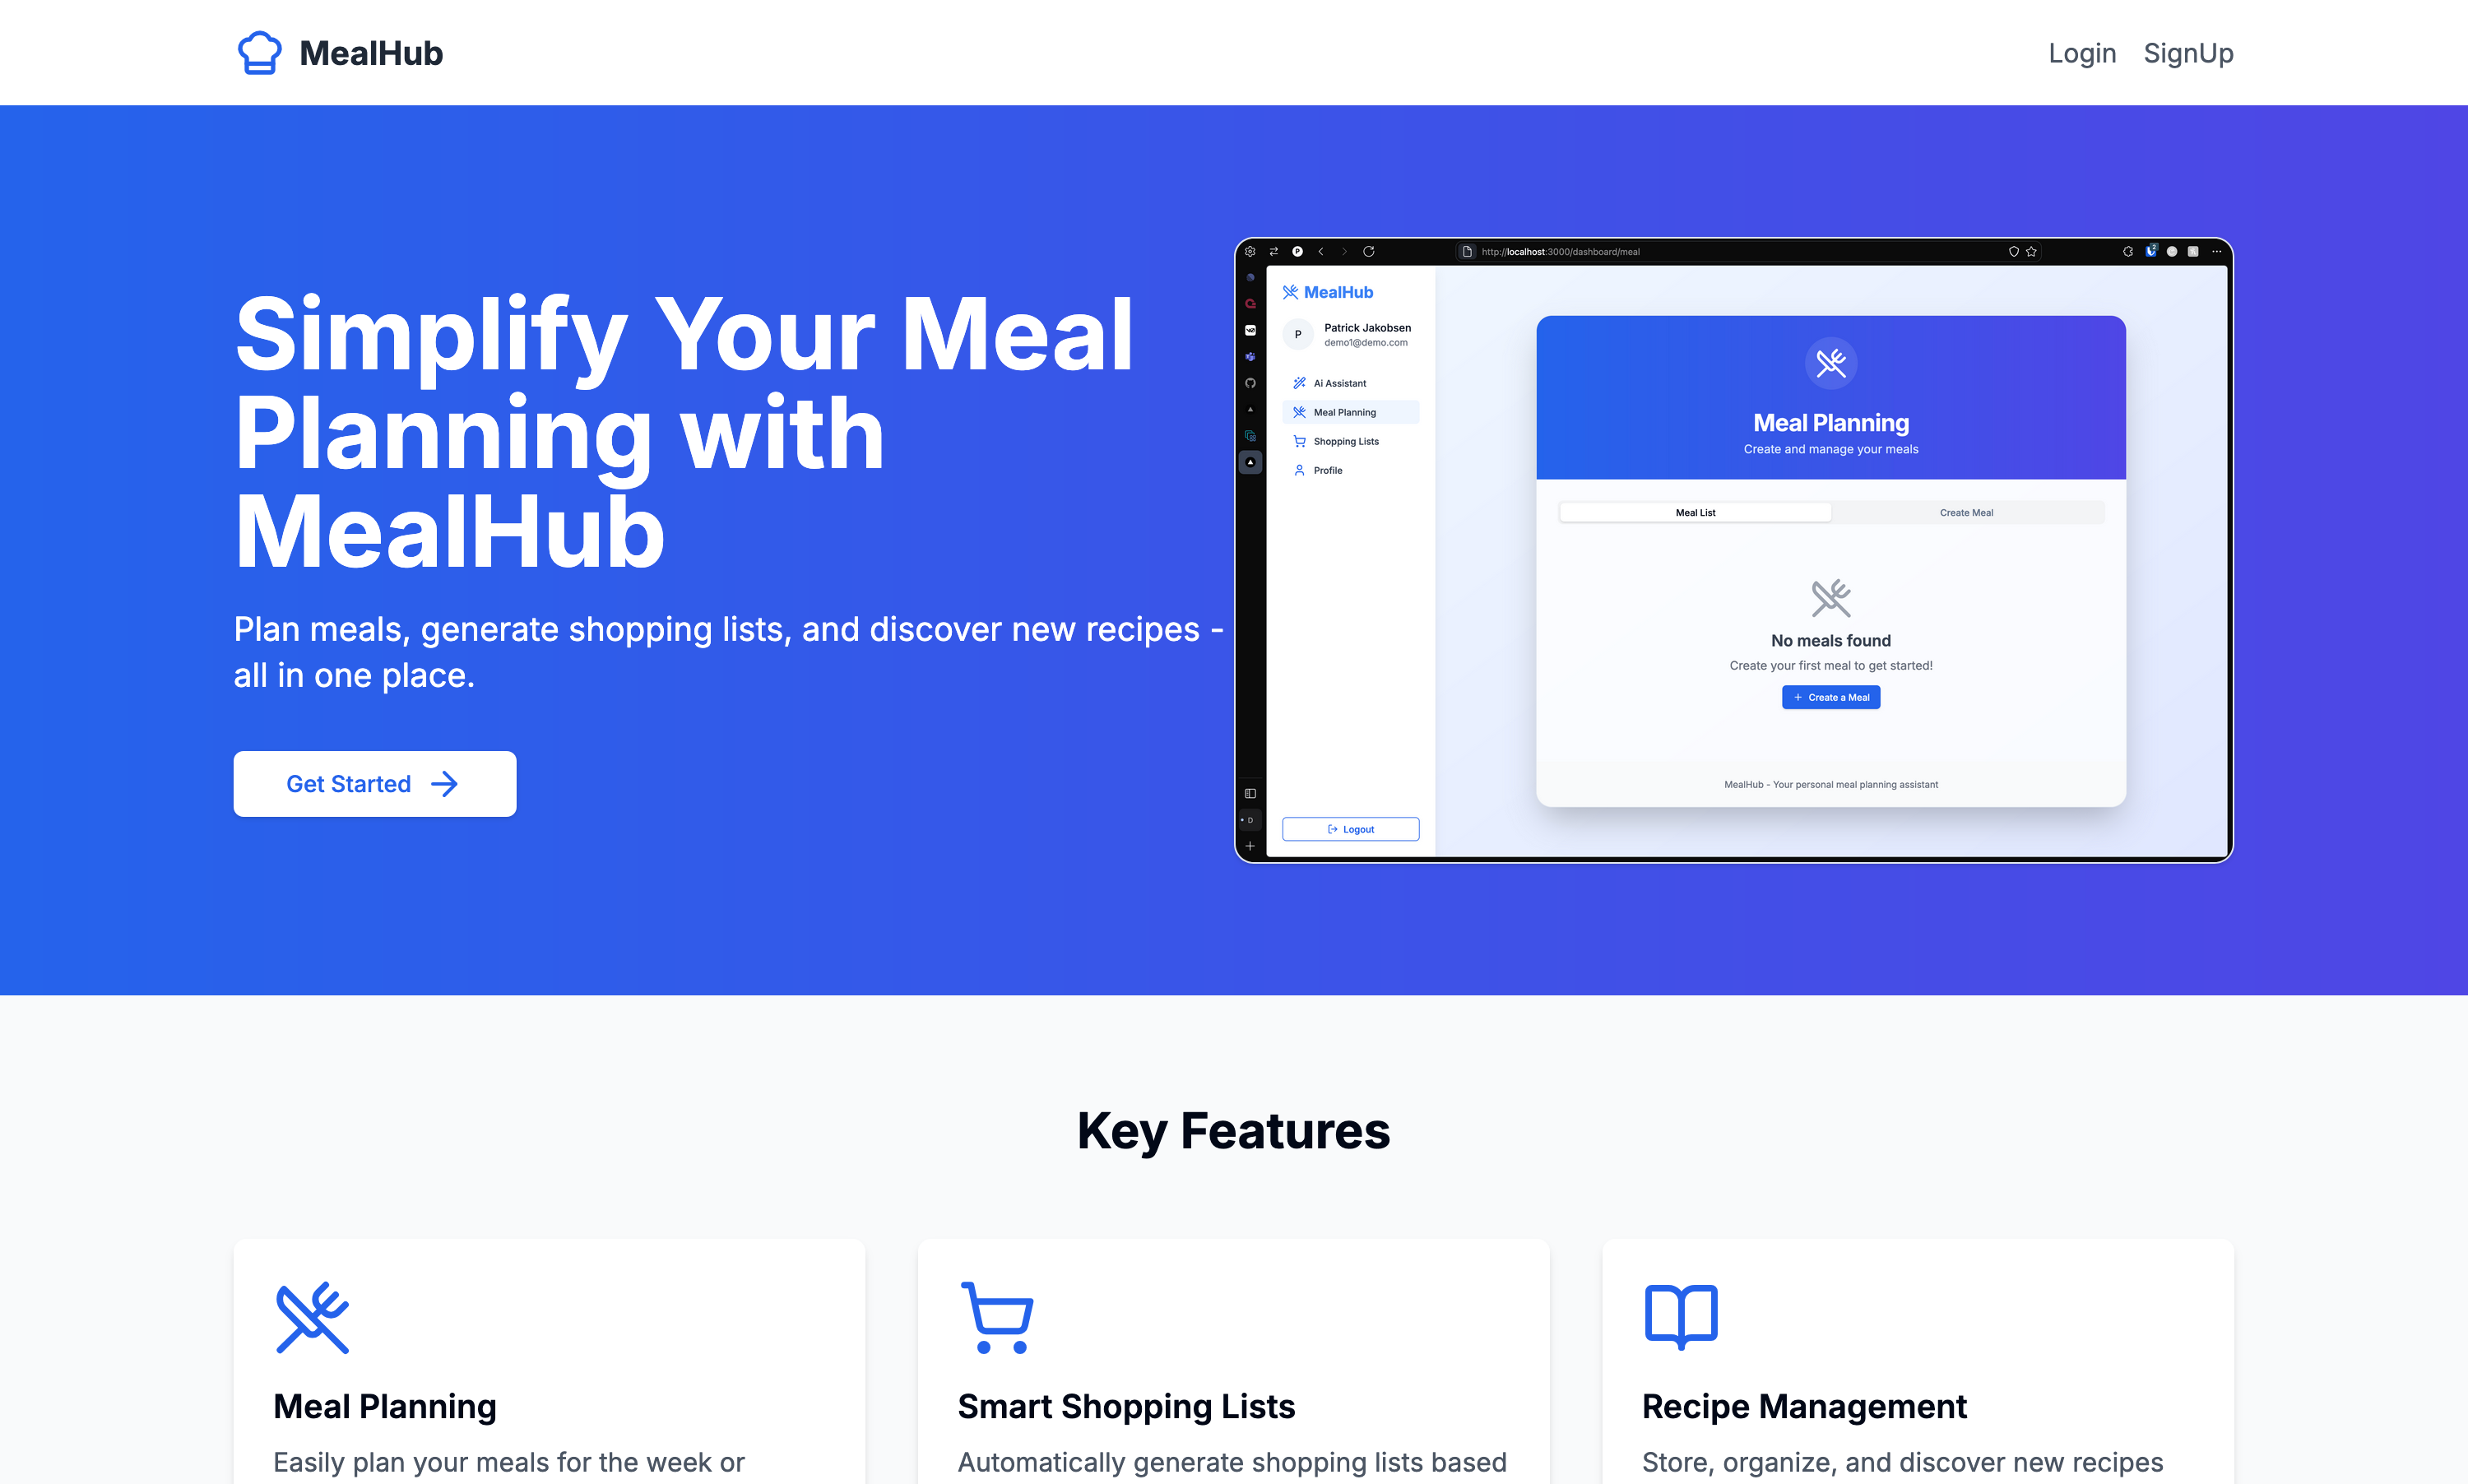 MealHub
Login SignUp
Simplify Your Meal
Planning with
MealHub
Plan meals, generate shopping lists, and discover new recipes -
all in one place.
Get Started
http://localhost:3000/dashboard/meal
2
MealHub
P
Patrick Jakobsen
demo1@demo.com
Ai Assistant
Meal Planning
Shopping Lists
Profile
D
Logout
Meal Planning
Create and manage your meals
Meal List
Create Meal
No meals found
Create your first meal to get started!
Create a Meal
MealHub - Your personal meal planning assistant
Key Features
Meal Planning
Easily plan your meals for the week or
Smart Shopping Lists
Automatically generate shopping lists based
Recipe Management
Store, organize, and discover new recipes